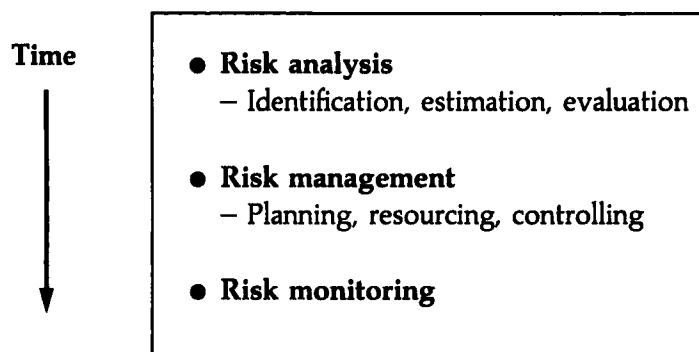 Time
● Risk analysis
– Identification, estimation, evaluation
● Risk management
– Planning, resourcing, controlling
● Risk monitoring